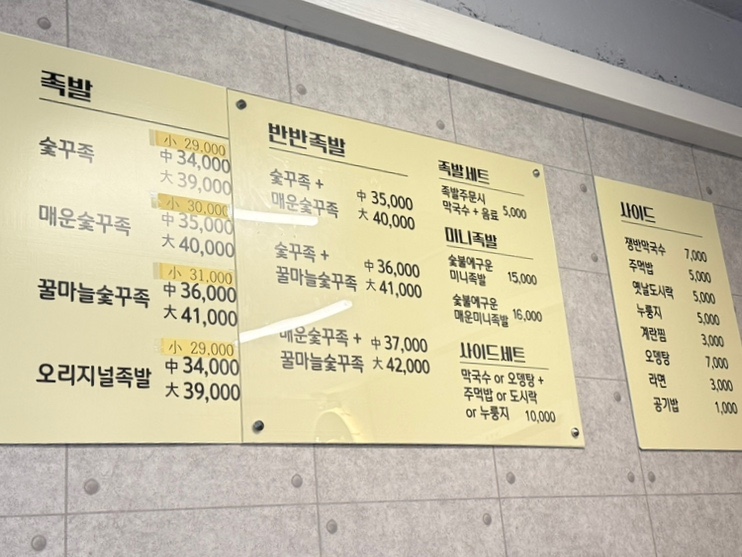 족발
숯꾸족
小 29,000
中 34,000
大 39,000
매운숯꾸족
小 30,000
中 35,000
大 40,000
꿀마늘숯꾸족
小 31,000
中 36,000
大 41,000
오리지널족발
小 29,000
中 34,000
大 39,000
반반족발
숯꾸족 +
매운숯꾸족
中 35,000
大 40,000
숯꾸족 +
꿀마늘숯꾸족
中 36,000
大 41,000
매운숯꾸족 +
꿀마늘숯꾸족
中 37,000
大 42,000
족발세트
족발주문시
막국수 + 음료 5,000
미니족발
숯불에구운
미니족발 15,000
숯불에구운
매운미니족발 16,000
사이드세트
막국수 or 오뎅탕 +
주먹밥 or 도시락
or 누룽지 10,000
사이드
쟁반막국수 7,000
주먹밥 5,000
옛날도시락 5,000
누룽지 5,000
계란찜 3,000
오뎅탕 7,000
라면 3,000
공기밥 1,000